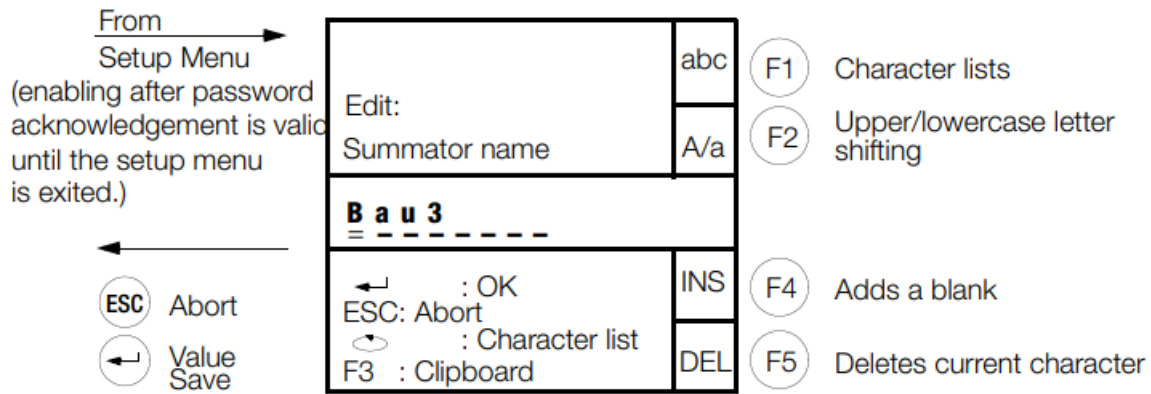 From
Setup Menu
(enabling after password
acknowledgement is valid
until the setup menu
is exited.)
ESC Abort
Value
Save
Edit:
Summator name
abc
A/a
B a u 3
: OK
ESC: Abort
: Character list
F3 : Clipboard
INS
DEL
F1 Character lists
F2 Upper/lowercase letter
shifting
F4 Adds a blank
F5 Deletes current character